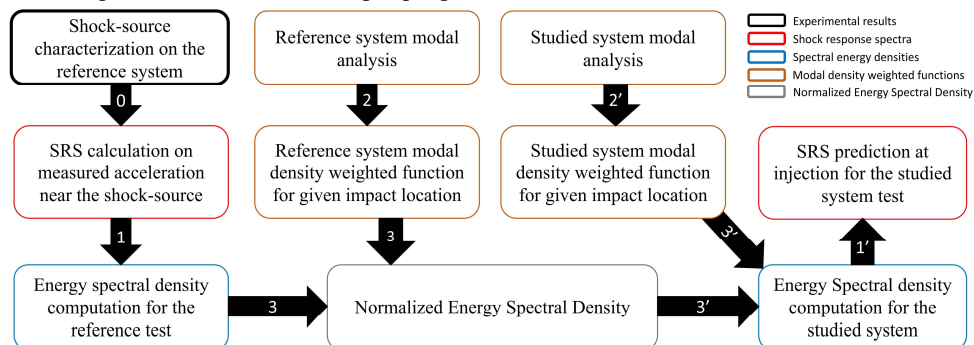 Shock-source
characterization on the
reference system
Reference system modal
analysis
Studied system modal
analysis
Experimental results
Shock response spectra
Spectral energy densities
Modal density weighted functions
Normalized Energy Spectral Density
0
2
2'
SRS calculation on
measured acceleration
near the shock-source
Reference system modal
density weighted function
for given impact location
Studied system modal
density weighted function
for given impact location
SRS prediction at
injection for the studied
system test
1
3
3'
1'
Energy spectral density
computation for the
reference test
3
Normalized Energy Spectral Density
3'
Energy Spectral density
computation for the
studied system